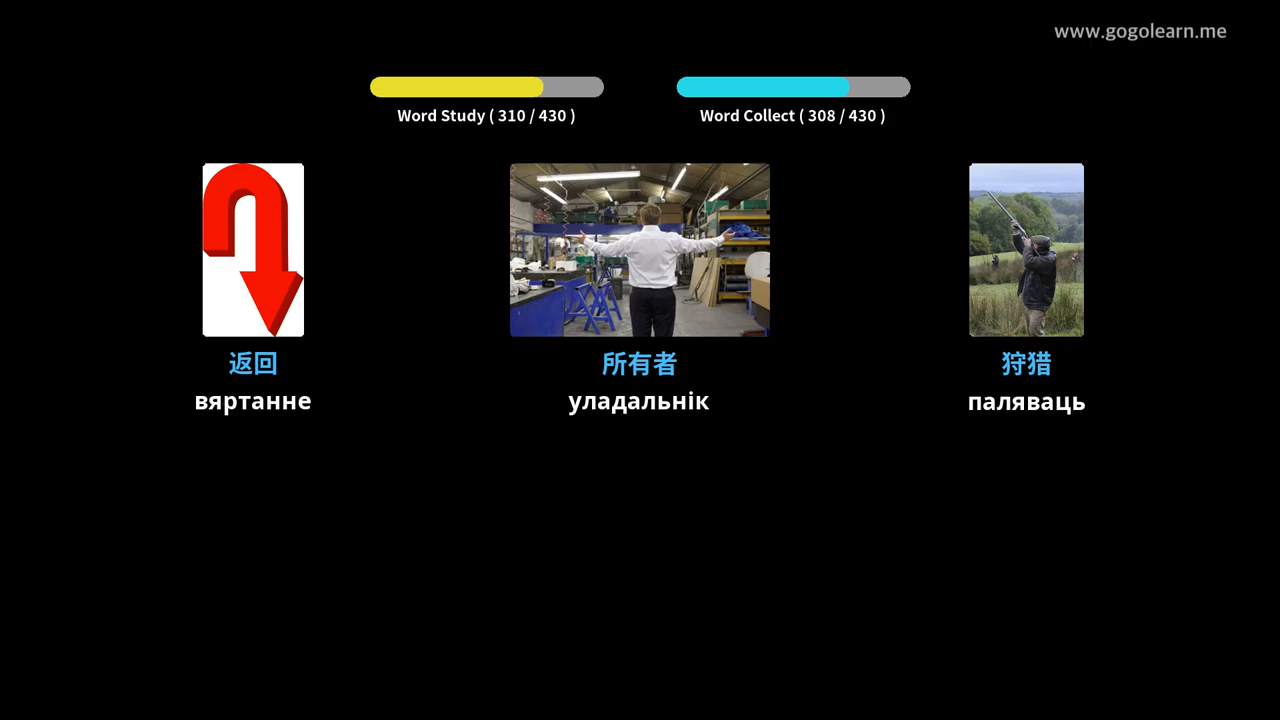 www.gogolearn.me
Word Study ( 310 / 430 )
Word Collect ( 308 / 430 )
返回
所有者
狩猎
вяртанне
уладальнік
паляваць